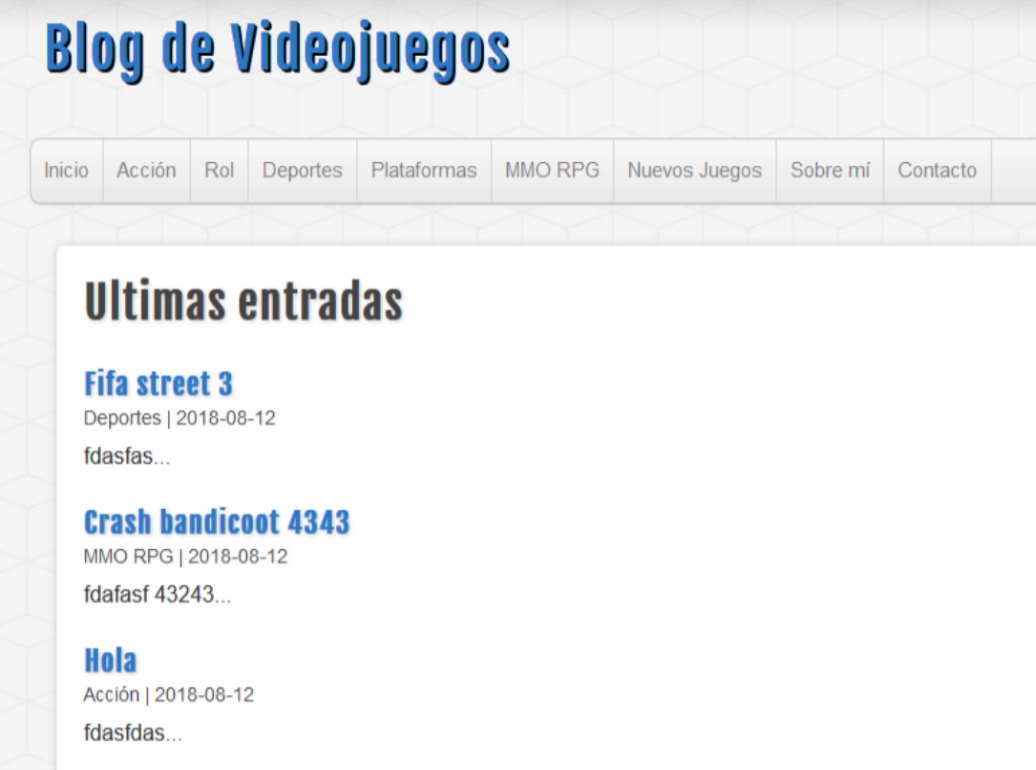 Blog de Videojuegos
Inicio Acción Rol Deportes Plataformas MMO RPG Nuevos Juegos Sobre mí Contacto
Ultimas entradas
Fifa street 3
Deportes | 2018-08-12
fdasfas...
Crash bandicoot 4343
MMO RPG | 2018-08-12
fdafasf 43243...
Hola
Acción | 2018-08-12
fdasfdas...